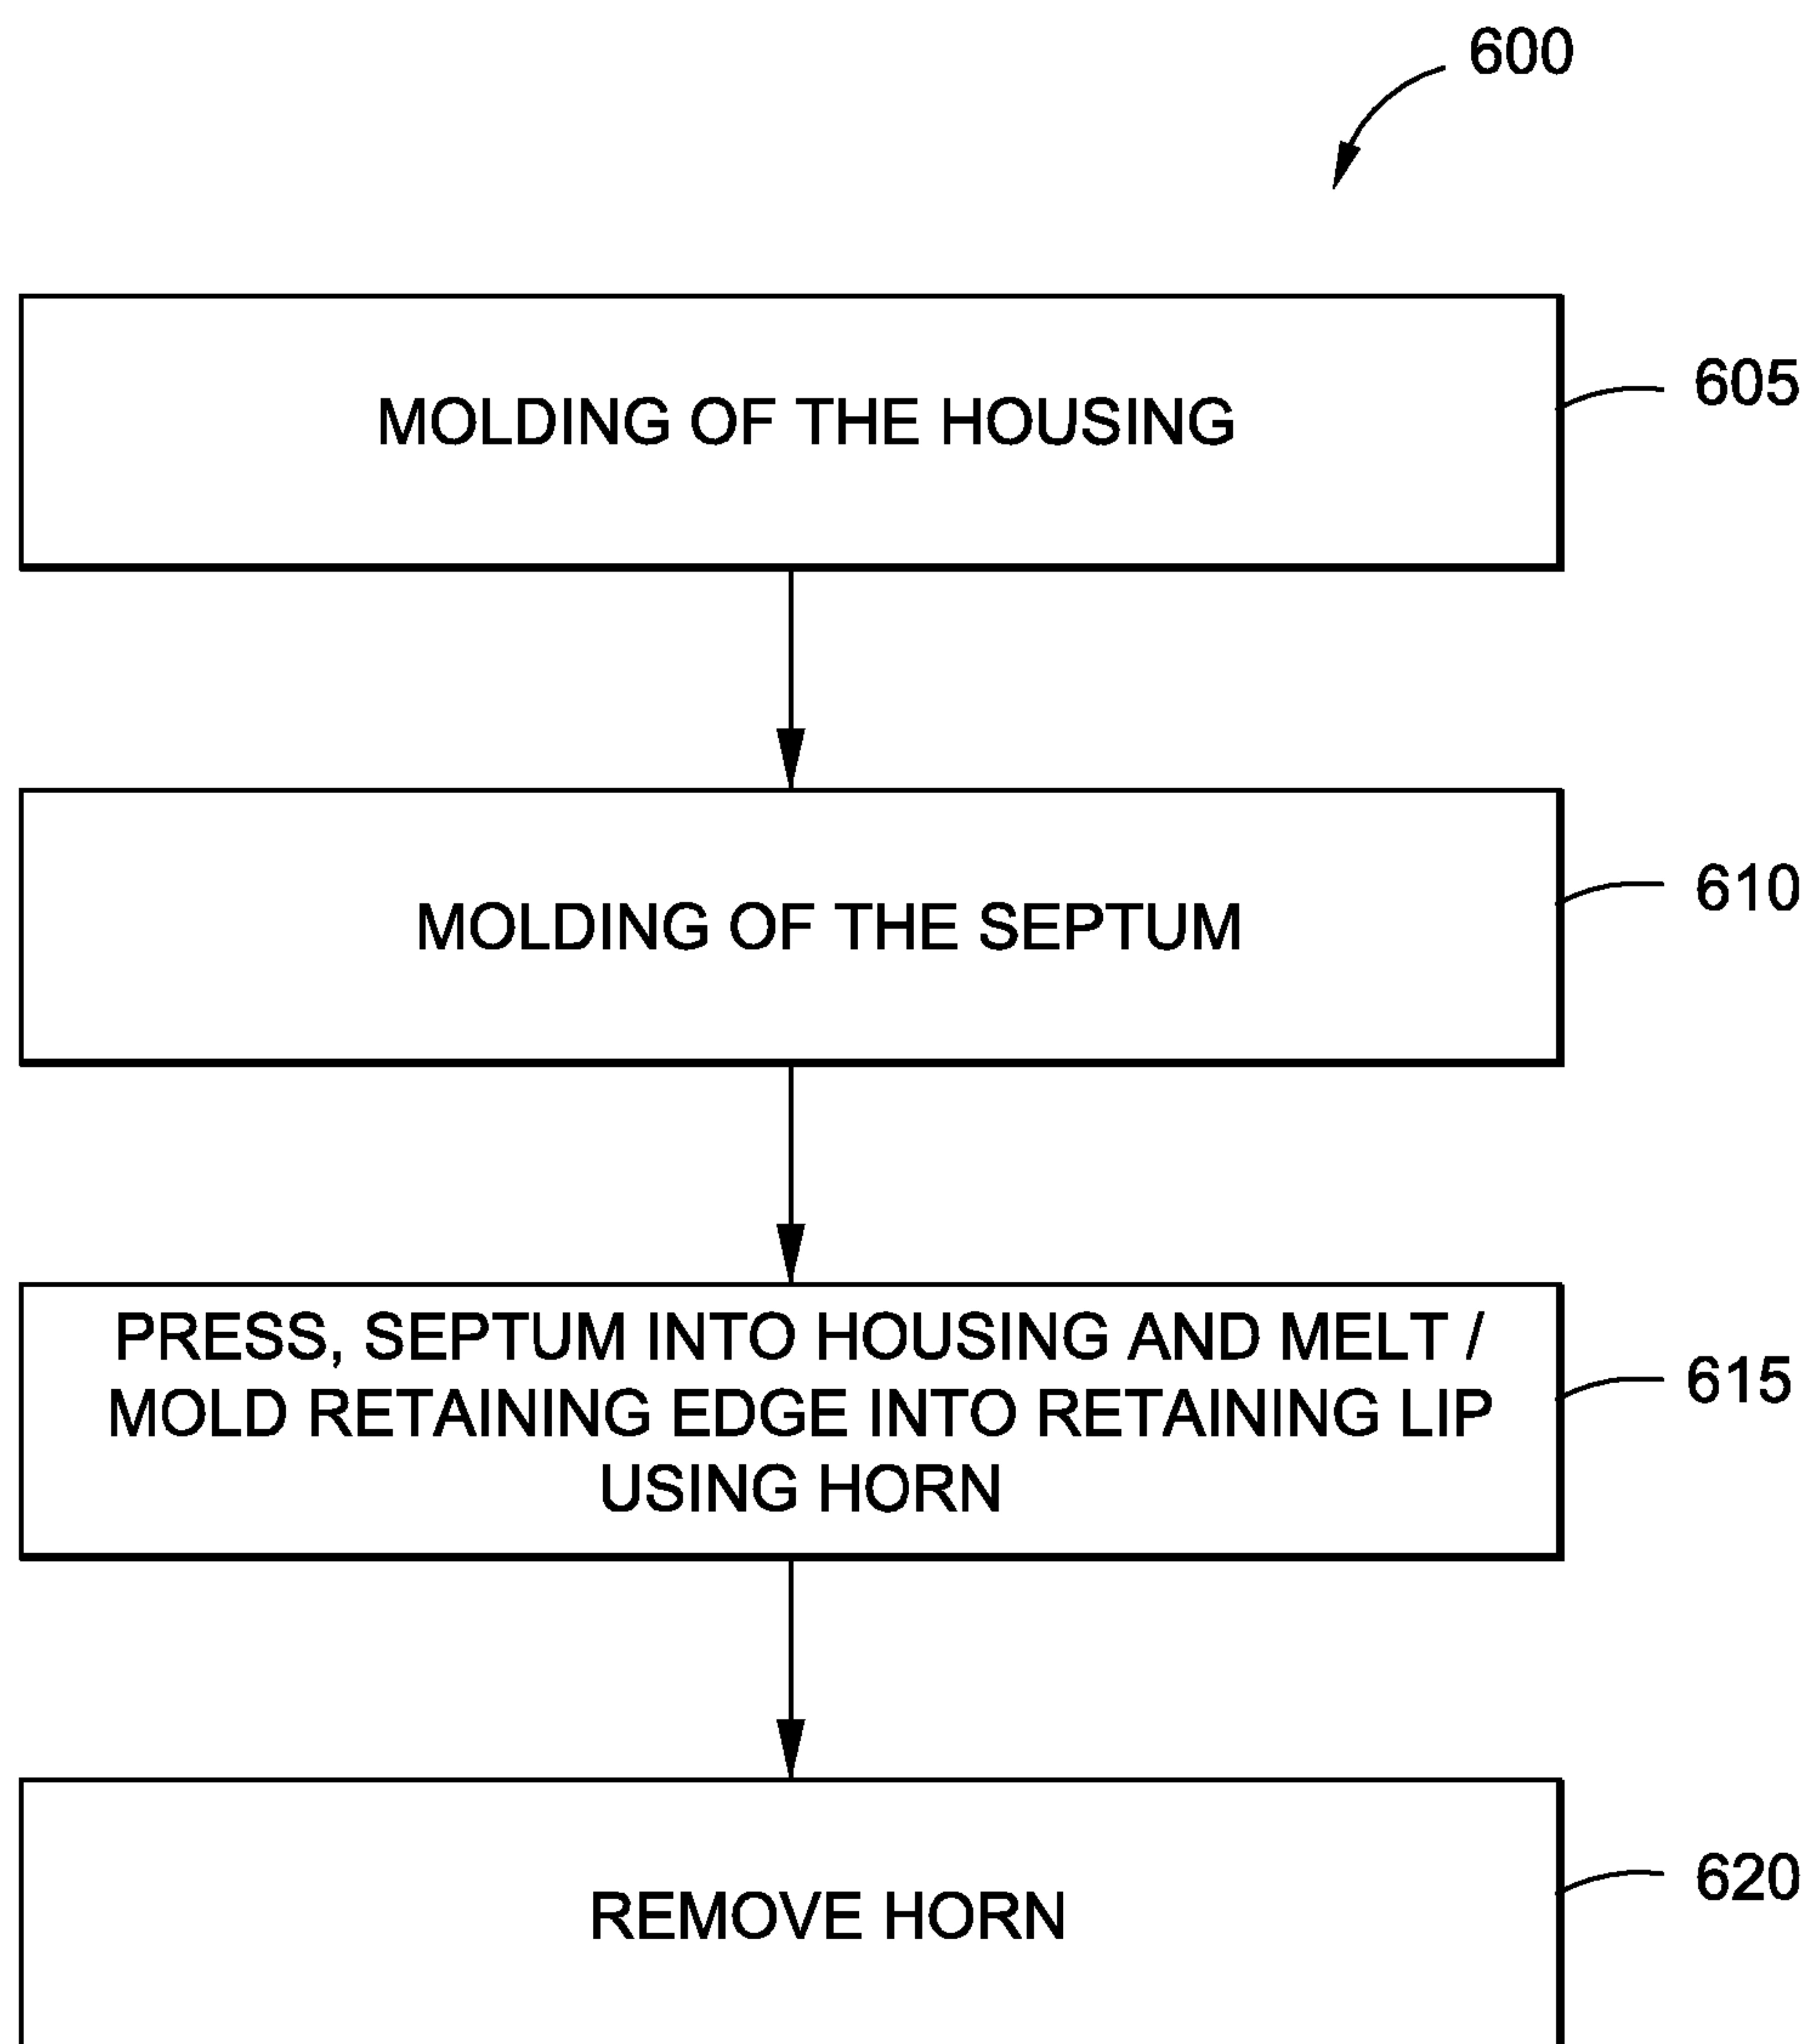 600
MOLDING OF THE HOUSING
605
MOLDING OF THE SEPTUM
610
PRESS, SEPTUM INTO HOUSING AND MELT /
MOLD RETAINING EDGE INTO RETAINING LIP
USING HORN
615
REMOVE HORN
620